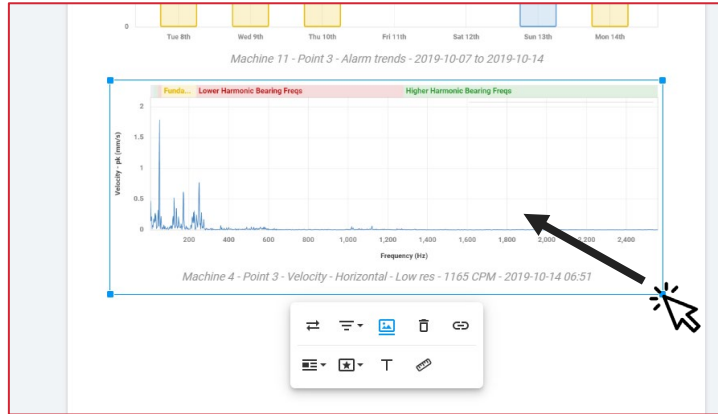 0
Tue 8th Wed 9th Thu 10th Fri 11th Sat 12th Sun 13th Mon 14th
Machine 11 - Point 3 - Alarm trends - 2019-10-07 to 2019-10-14
Funda... Lower Harmonic Bearing Freqs Higher Harmonic Bearing Freqs
2
1.5
1
0.5
0
Velocity - pk (mm/s)
200 400 600 800 1,000 1,200 1,400 1,600 1,800 2,000 2,200 2,400
Frequency (Hz)
Machine 4 - Point 3 - Velocity - Horizontal - Low res - 1165 CPM - 2019-10-14 06:51
T